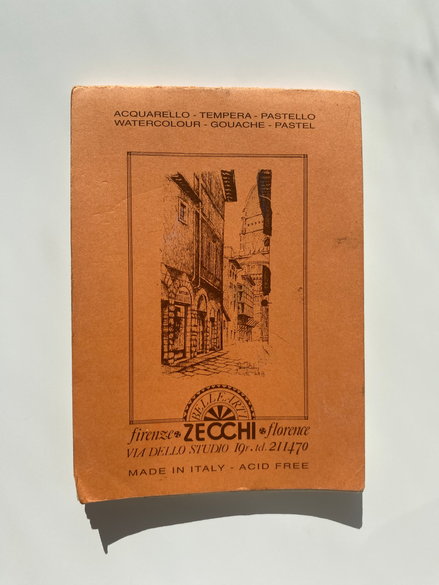 ACQUARELLO - TEMPERA - PASTELLO
WATERCOLOUR - GOUACHE - PASTEL
BELLE ARTI
firenze ZECCHI florence
VIA DELLO STUDIO 19r. tel. 211470
MADE IN ITALY - ACID FREE